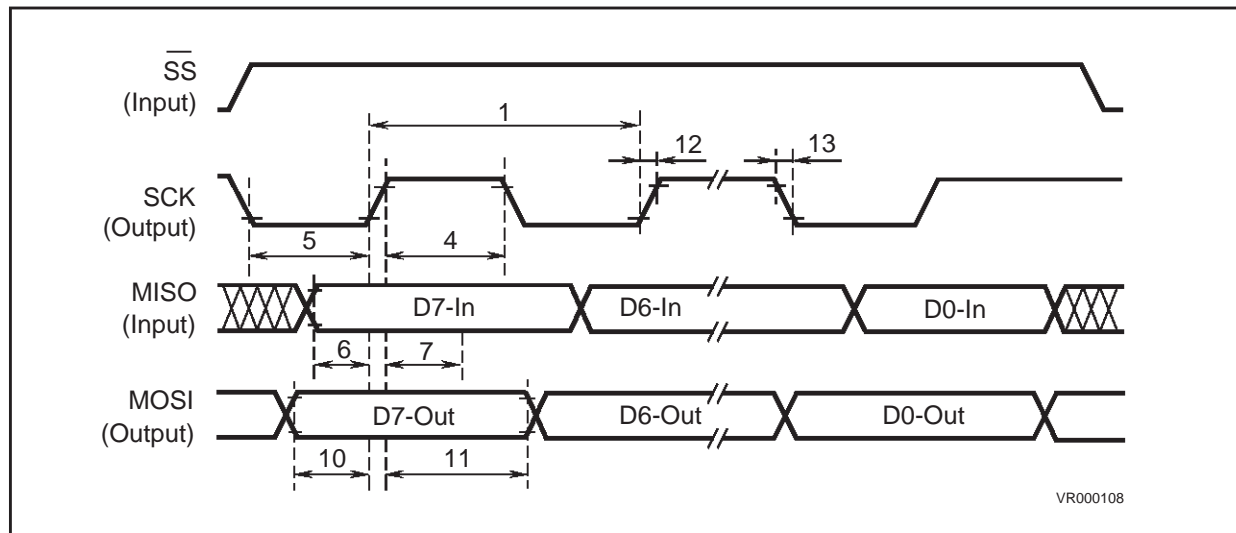 SS
(Input)
1
12
13
SCK
(Output)
5
4
MISO
(Input)
D7-In
D6-In
D0-In
6
7
MOSI
(Output)
D7-Out
D6-Out
D0-Out
10
11
VR000108